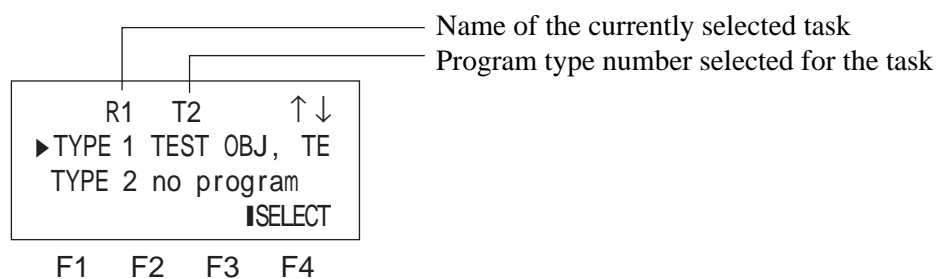 Name of the currently selected task
Program type number selected for the task
R1 T2 ↑↓
▶TYPE 1 TEST OBJ, TE
TYPE 2 no program
▮SELECT
F1 F2 F3 F4